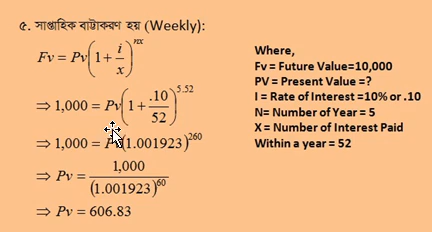 ৫. সাপ্তাহিক বাট্টাকরণ হয় (Weekly):
Fv = Pv(1 + i/x)^nx
⇒ 1,000 = Pv(1 + .10/52)^5.52
⇒ 1,000 = Pv(1.001923)^260
⇒ Pv = 1,000/(1.001923)^60
⇒ Pv = 606.83
Where,
Fv = Future Value=10,000
PV = Present Value =?
I = Rate of Interest =10% or .10
N= Number of Year = 5
X = Number of Interest Paid
Within a year = 52